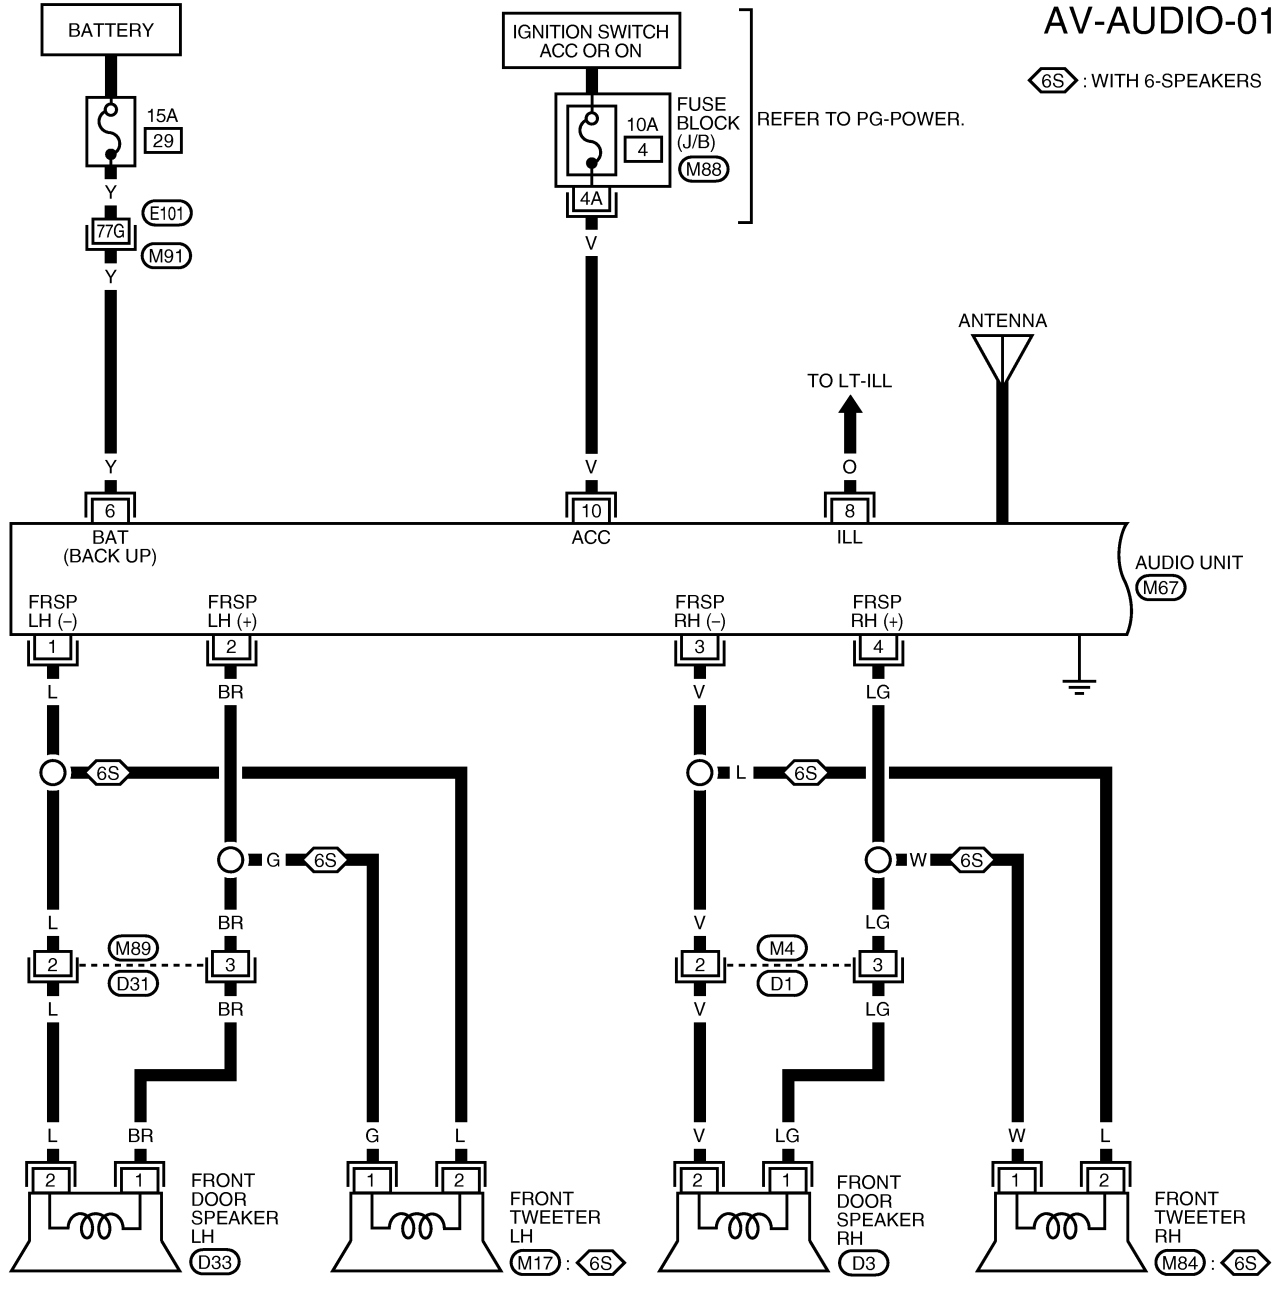 AV-AUDIO-01
BATTERY
IGNITION SWITCH
ACC OR ON
6S : WITH 6-SPEAKERS
15A
29
10A
4
FUSE
BLOCK
(J/B)
M88
REFER TO PG-POWER.
Y
E101
77G
M91
Y
4A
V
ANTENNA
TO LT-ILL
Y
V
O
6
10
8
BAT
(BACK UP)
ACC
ILL
AUDIO UNIT
M67
FRSP
LH (–)
FRSP
LH (+)
FRSP
RH (–)
FRSP
RH (+)
1
2
3
4
L
BR
V
LG
6S
L
6S
G
6S
W
6S
L
BR
V
LG
2
M89
D31
3
2
M4
D1
3
L
BR
V
LG
L
BR
G
L
V
LG
W
L
2
1
1
2
2
1
1
2
FRONT
DOOR
SPEAKER
LH
D33
FRONT
TWEETER
LH
M17 : 6S
FRONT
DOOR
SPEAKER
RH
D3
FRONT
TWEETER
RH
M84 : 6S